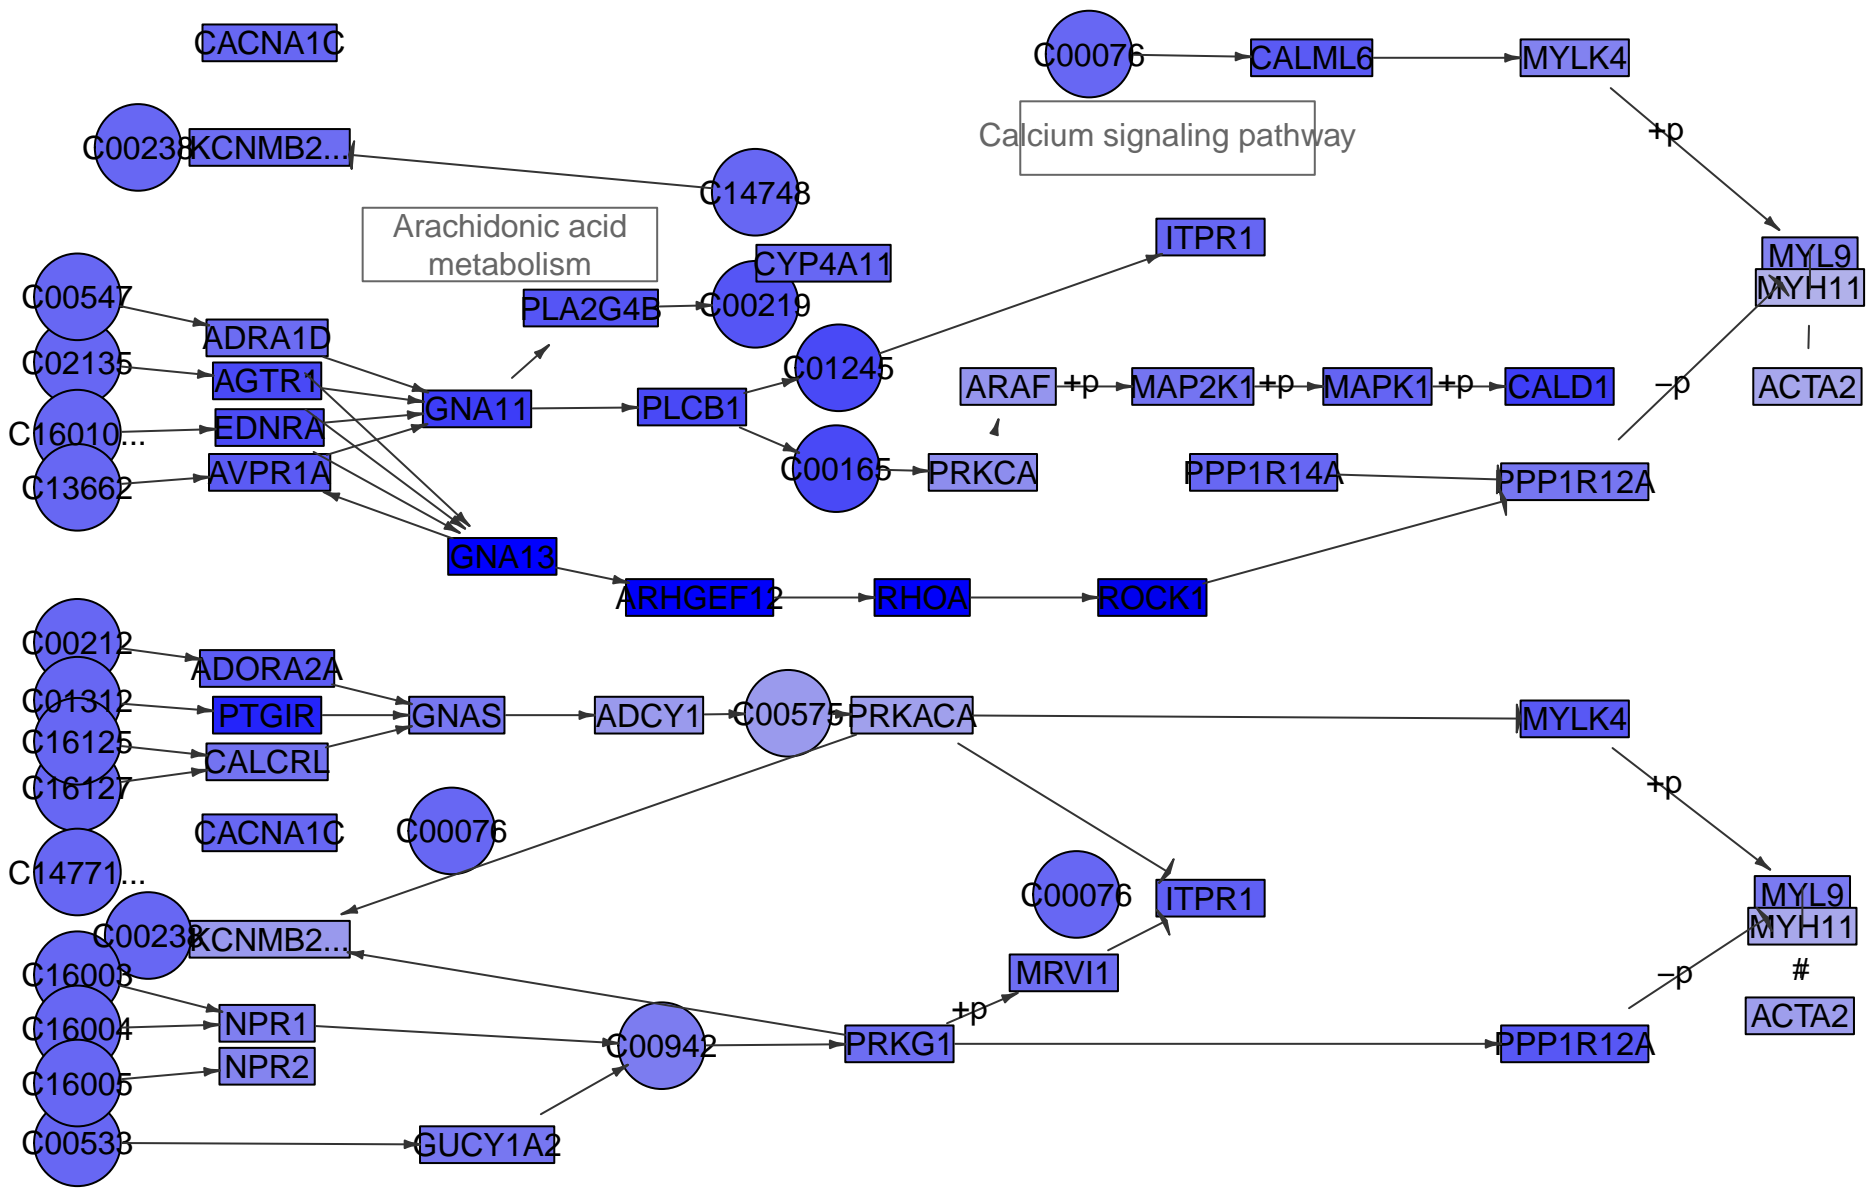 CACNA1C
C00076
CALML6
MYLK4
+p
Calcium signaling pathway
C00238
KCNMB2...
C14748
Arachidonic acid
metabolism
ITPR1
CYP4A11
MYL9
MYH11
C00547
PLA2G4B
C00219
ADRA1D
C02135
AGTR1
C01245
ARAF
+p
MAP2K1
+p
MAPK1
+p
CALD1
–p
ACTA2
GNA11
PLCB1
C16010...
EDNRA
C13662
AVPR1A
C00165
PRKCA
PPP1R14A
PPP1R12A
GNA13
ARHGEF12
RHOA
ROCK1
C00212
ADORA2A
C01312
PTGIR
GNAS
ADCY1
C00575
PRKACA
MYLK4
C16125
CALCRL
C16127
+p
CACNA1C
C00076
C14771...
C00076
ITPR1
MYL9
MYH11
C00238
KCNMB2...
C16003
MRVI1
–p
#
+p
ACTA2
C16004
NPR1
C00942
PRKG1
PPP1R12A
NPR2
C16005
C00533
GUCY1A2